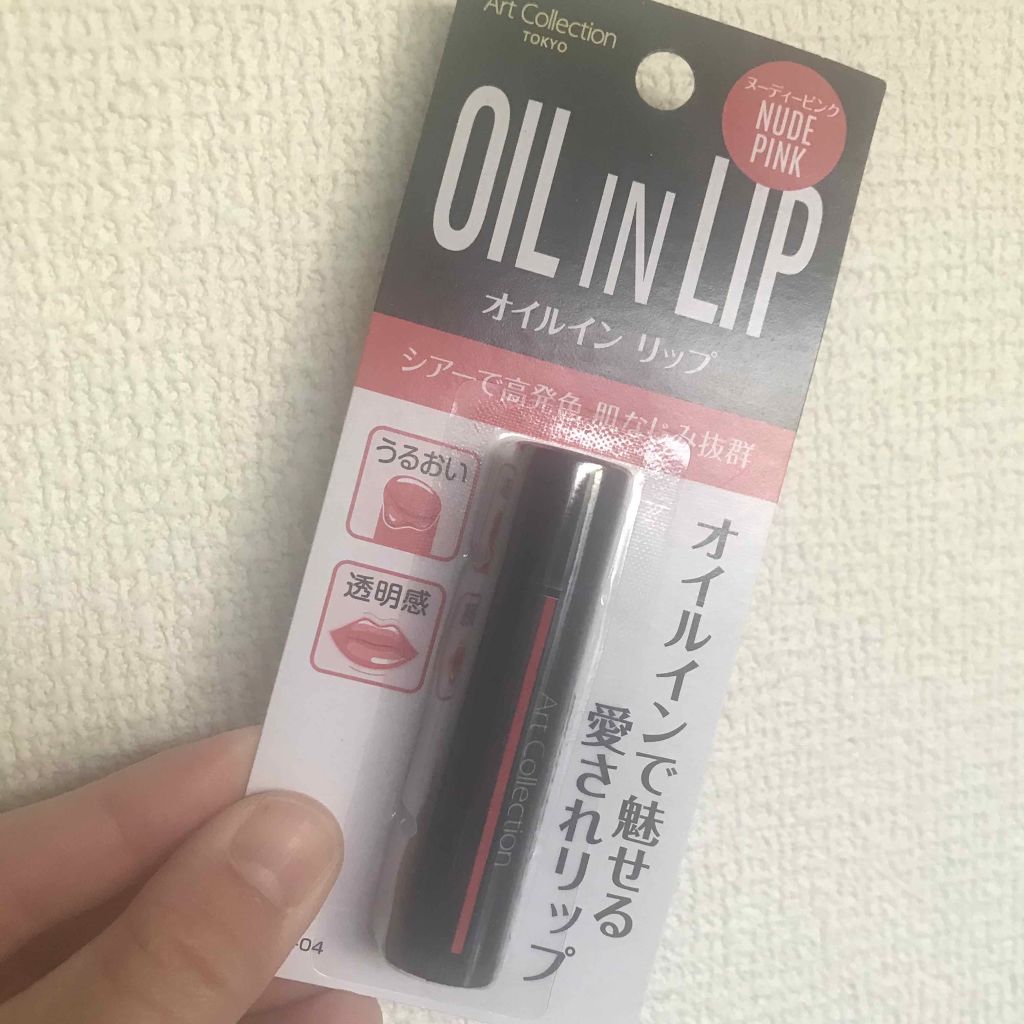 Art Collection
TOKYO
ヌーディーピンク
NUDE
PINK
OIL IN LIP
オイルイン リップ
シアーで高発色 肌なじみ抜群
うるおい
透明感
オイルインで魅せる
愛されリップ
Art Collection
-04